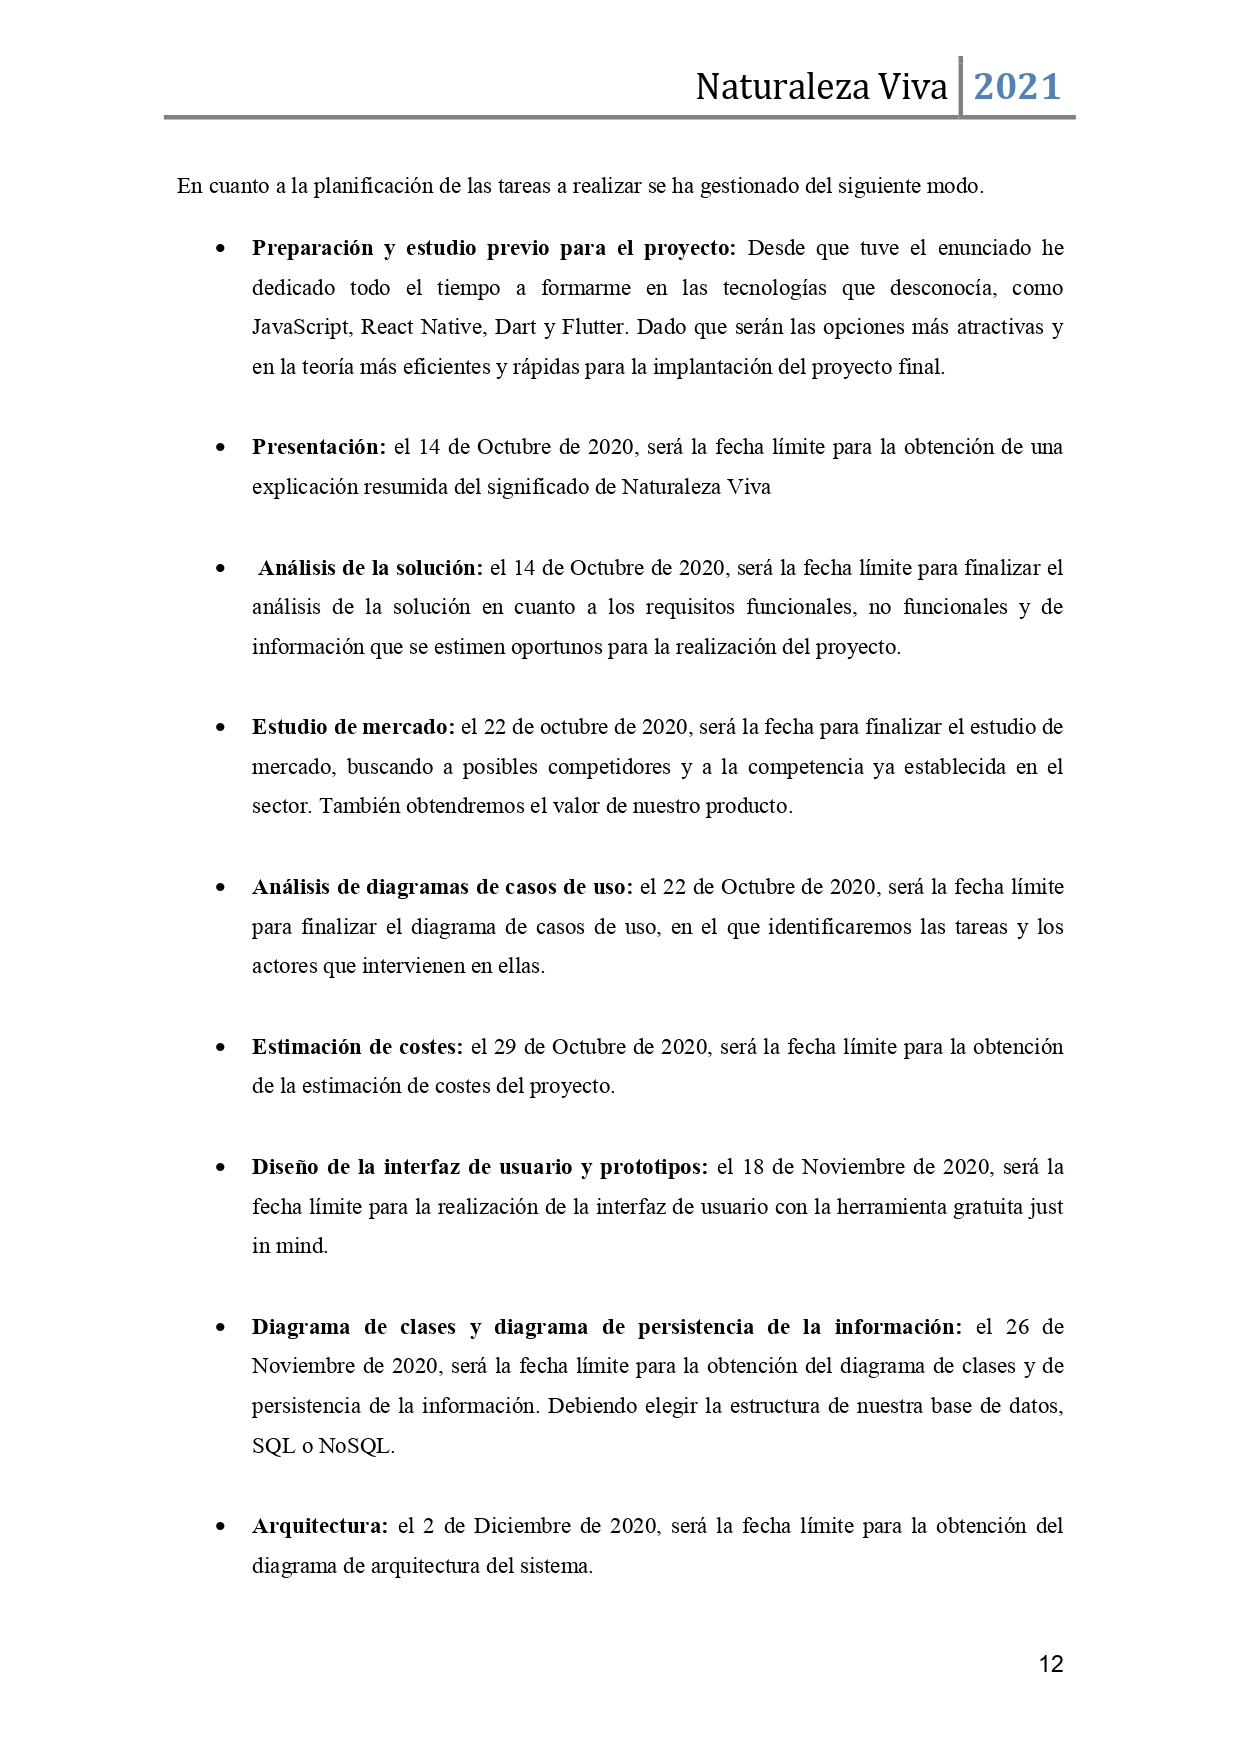 Naturaleza Viva 2021
En cuanto a la planificación de las tareas a realizar se ha gestionado del siguiente modo.
• Preparación y estudio previo para el proyecto: Desde que tuve el enunciado he
dedicado todo el tiempo a formarme en las tecnologías que desconocía, como
JavaScript, React Native, Dart y Flutter. Dado que serán las opciones más atractivas y
en la teoría más eficientes y rápidas para la implantación del proyecto final.
• Presentación: el 14 de Octubre de 2020, será la fecha límite para la obtención de una
explicación resumida del significado de Naturaleza Viva
• Análisis de la solución: el 14 de Octubre de 2020, será la fecha límite para finalizar el
análisis de la solución en cuanto a los requisitos funcionales, no funcionales y de
información que se estimen oportunos para la realización del proyecto.
• Estudio de mercado: el 22 de octubre de 2020, será la fecha para finalizar el estudio de
mercado, buscando a posibles competidores y a la competencia ya establecida en el
sector. También obtendremos el valor de nuestro producto.
• Análisis de diagramas de casos de uso: el 22 de Octubre de 2020, será la fecha límite
para finalizar el diagrama de casos de uso, en el que identificaremos las tareas y los
actores que intervienen en ellas.
• Estimación de costes: el 29 de Octubre de 2020, será la fecha límite para la obtención
de la estimación de costes del proyecto.
• Diseño de la interfaz de usuario y prototipos: el 18 de Noviembre de 2020, será la
fecha límite para la realización de la interfaz de usuario con la herramienta gratuita just
in mind.
• Diagrama de clases y diagrama de persistencia de la información: el 26 de
Noviembre de 2020, será la fecha límite para la obtención del diagrama de clases y de
persistencia de la información. Debiendo elegir la estructura de nuestra base de datos,
SQL o NoSQL.
• Arquitectura: el 2 de Diciembre de 2020, será la fecha límite para la obtención del
diagrama de arquitectura del sistema.
12